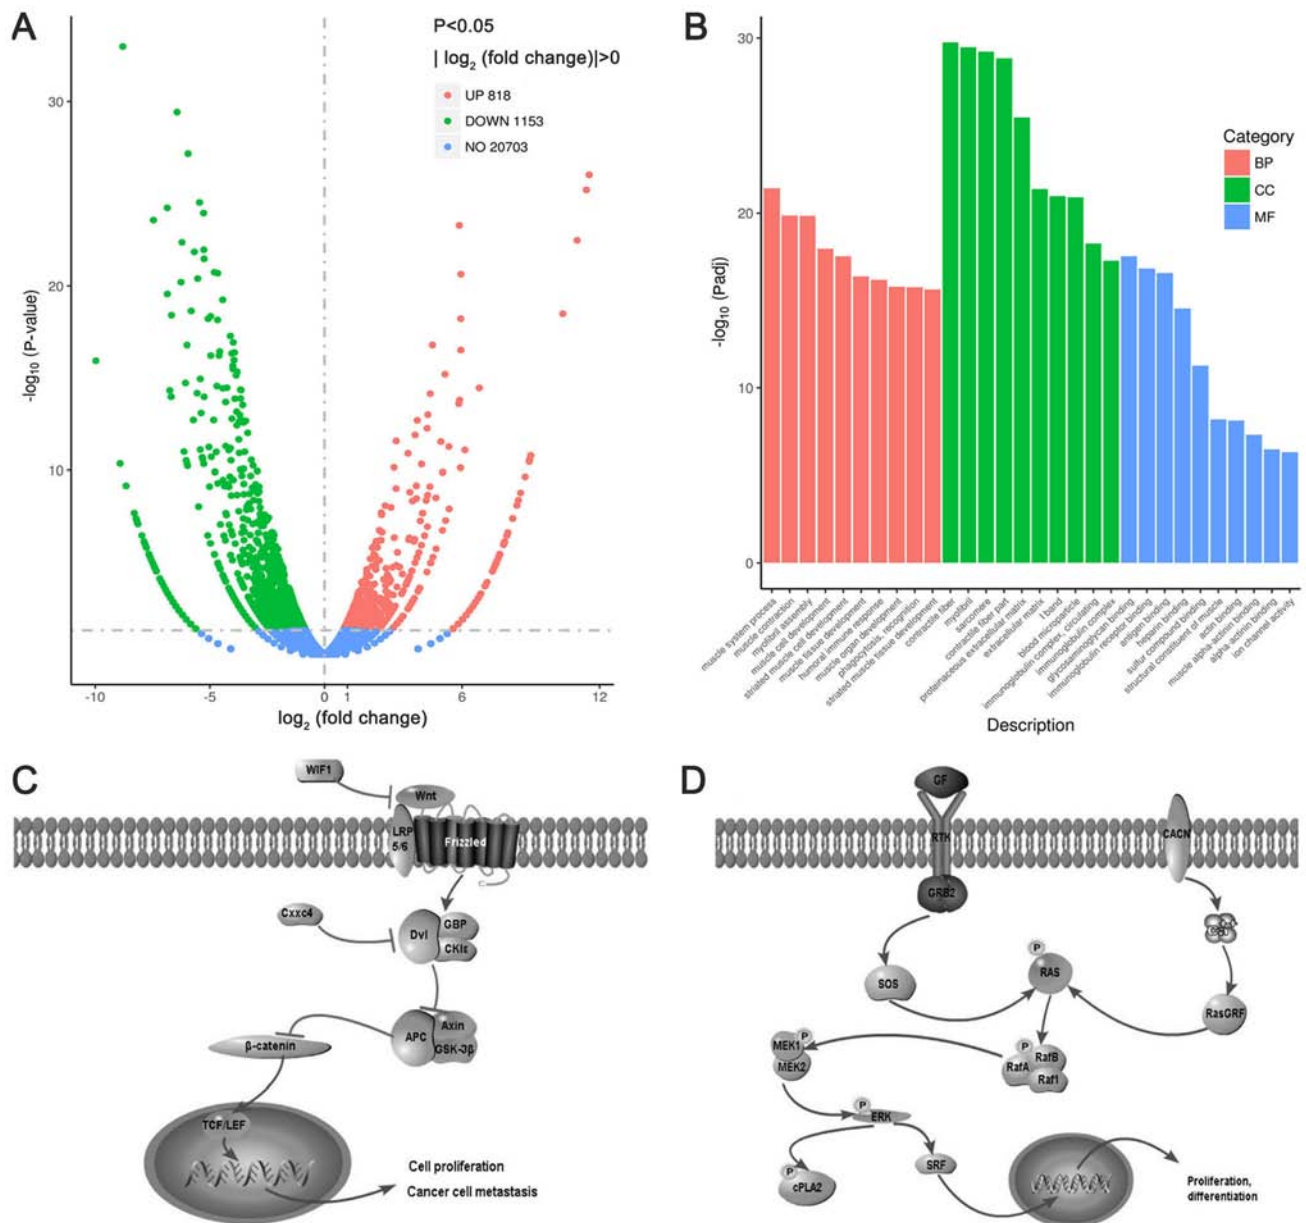 A
P<0.05
| log2 (fold change)|>0
UP 818
DOWN 1153
NO 20703
-log10 (P-value)
30
20
10
-10
-5
0
1
6
12
log2 (fold change)
B
-log10 (Padj)
30
20
10
0
Category
BP
CC
MF
muscle system process
muscle contraction
myofibril assembly
muscle cell development
striated muscle cell development
muscle tissue development
humoral immune response
muscle organ development
phagocytosis, recognition
striated muscle tissue development
contractile fiber
myofibril
sarcomere
contractile fiber part
proteinaceous extracellular matrix
extracellular matrix
I band
blood microparticle
immunoglobulin complex, circulating
immunoglobulin complex
glycosaminoglycan binding
immunoglobulin receptor binding
antigen binding
heparin binding
sulfur compound binding
structural constituent of muscle
actin binding
muscle alpha-actinin binding
alpha-actinin binding
ion channel activity
Description
C
WIF1
Wnt
LRP
5/6
Frizzled
Cxxc4
Dvl
GBP
CKIε
APC
Axin
GSK-3β
β-catenin
TCF/LEF
Cell proliferation
Cancer cell metastasis
D
GF
RTK
CACN
GRB2
SOS
P
RAS
RasGRF
MEK1
P
MEK2
P
RafA
RafB
Raf1
P
ERK
P
cPLA2
SRF
Proliferation,
differentiation